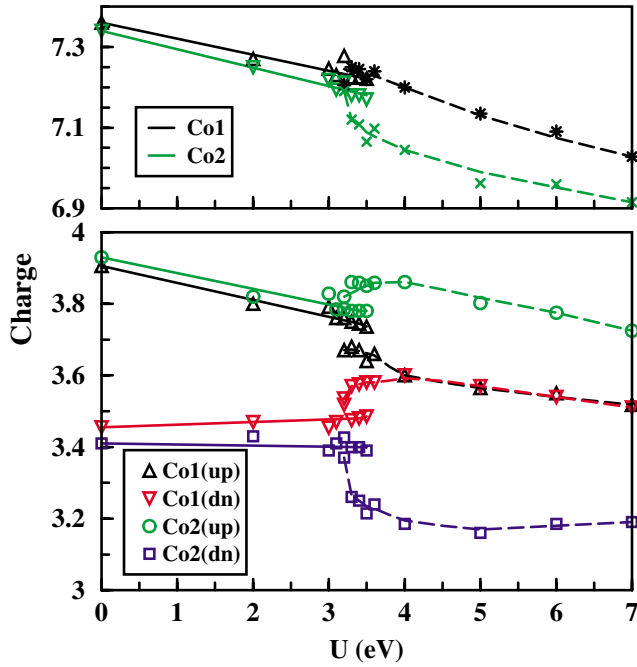 7.3
7.1
6.9
Co1
Co2
4
3.8
3.6
3.4
3.2
3
Charge
Co1(up)
Co1(dn)
Co2(up)
Co2(dn)
0 1 2 3 4 5 6 7
U (eV)